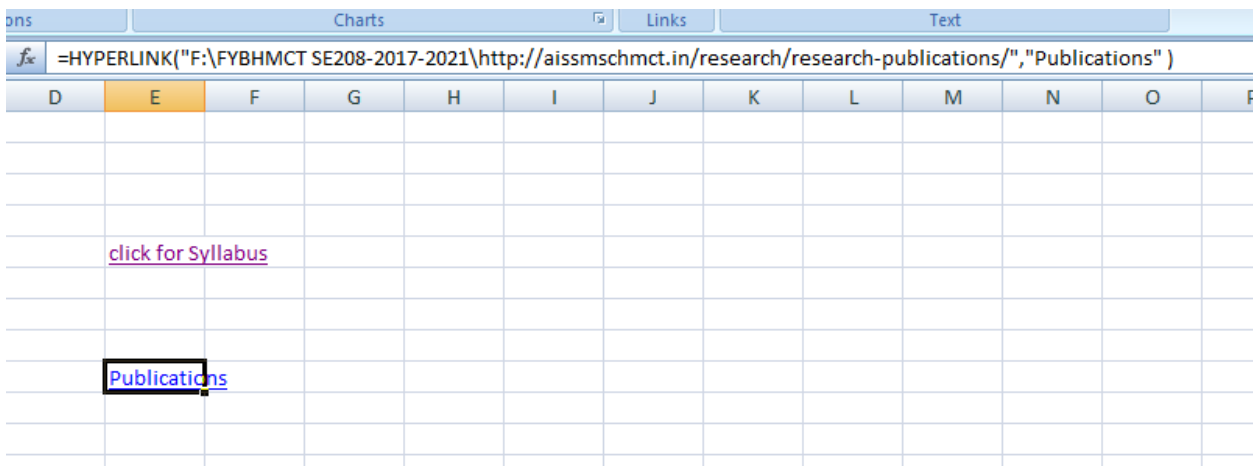 ons Charts Links Text
fx =HYPERLINK("F:\FYBHMCT SE208-2017-2021\http://aissmschmct.in/research/research-publications/","Publications" )
D E F G H I J K L M N O
click for Syllabus
Publications